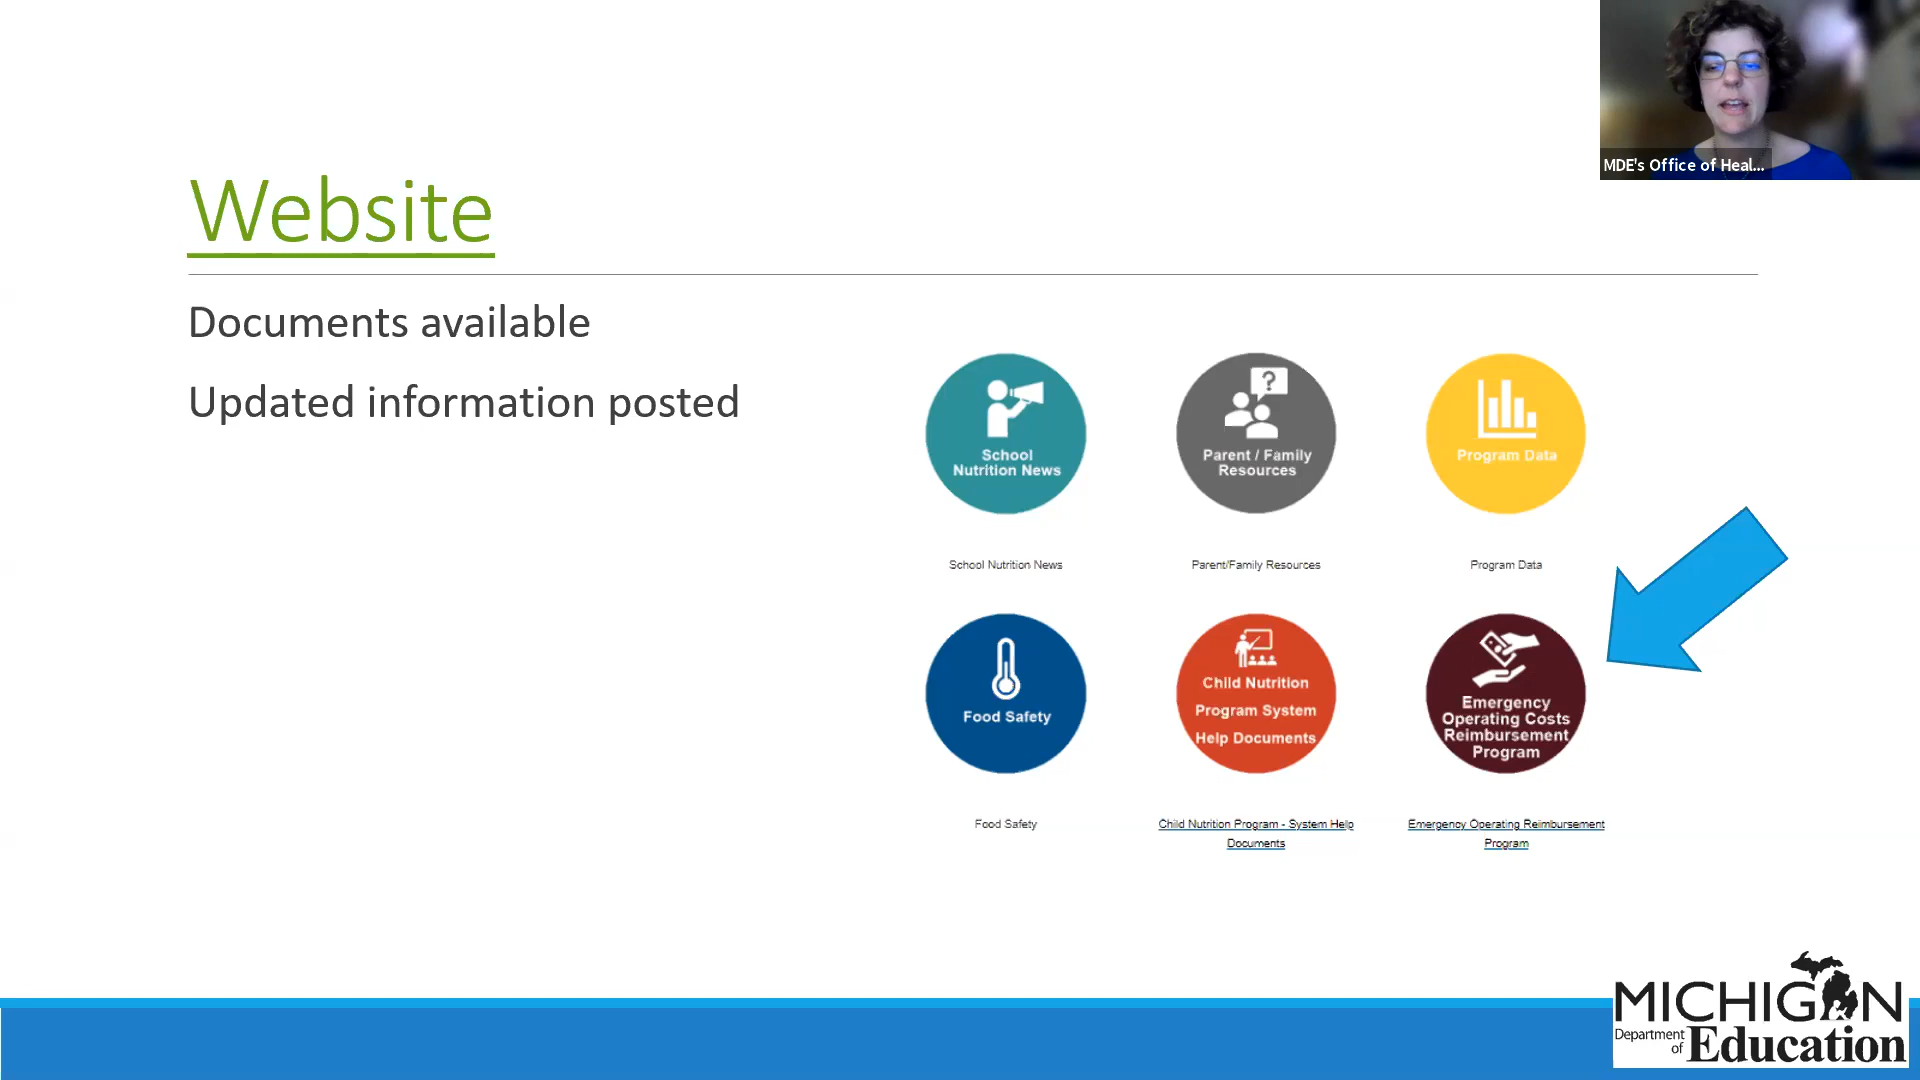 MDE's Office of Heal...
Website
Documents available
Updated information posted
School
Nutrition News
?
Parent / Family
Resources
Program Data
School Nutrition News
Parent/Family Resources
Program Data
Food Safety
Child Nutrition
Program System
Help Documents
Emergency
Operating Costs
Reimbursement
Program
Food Safety
Child Nutrition Program - System Help
Documents
Emergency Operating Reimbursement
Program
MICHIGAN
Department
of Education